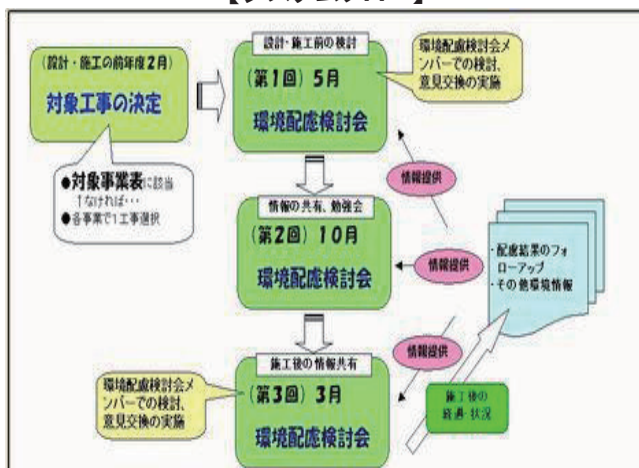 (設計・施工の前年度2月)
対象工事の決定
●対象事業表に該当
しなければ・・・
●各事業で1工事選択
設計・施工前の検討
(第1回) 5月
環境配慮検討会
環境配慮検討会メ
ンバーでの検討、
意見交換の実施
情報提供
情報の共有、勉強会
(第2回) 10月
環境配慮検討会
情報提供
・配慮結果のフォ
ローアップ
・その他環境情報
施工後の情報共有
(第3回) 3月
環境配慮検討会
環境配慮検討会メ
ンバーでの検討、
意見交換の実施
情報提供
施工後の
経過・状況